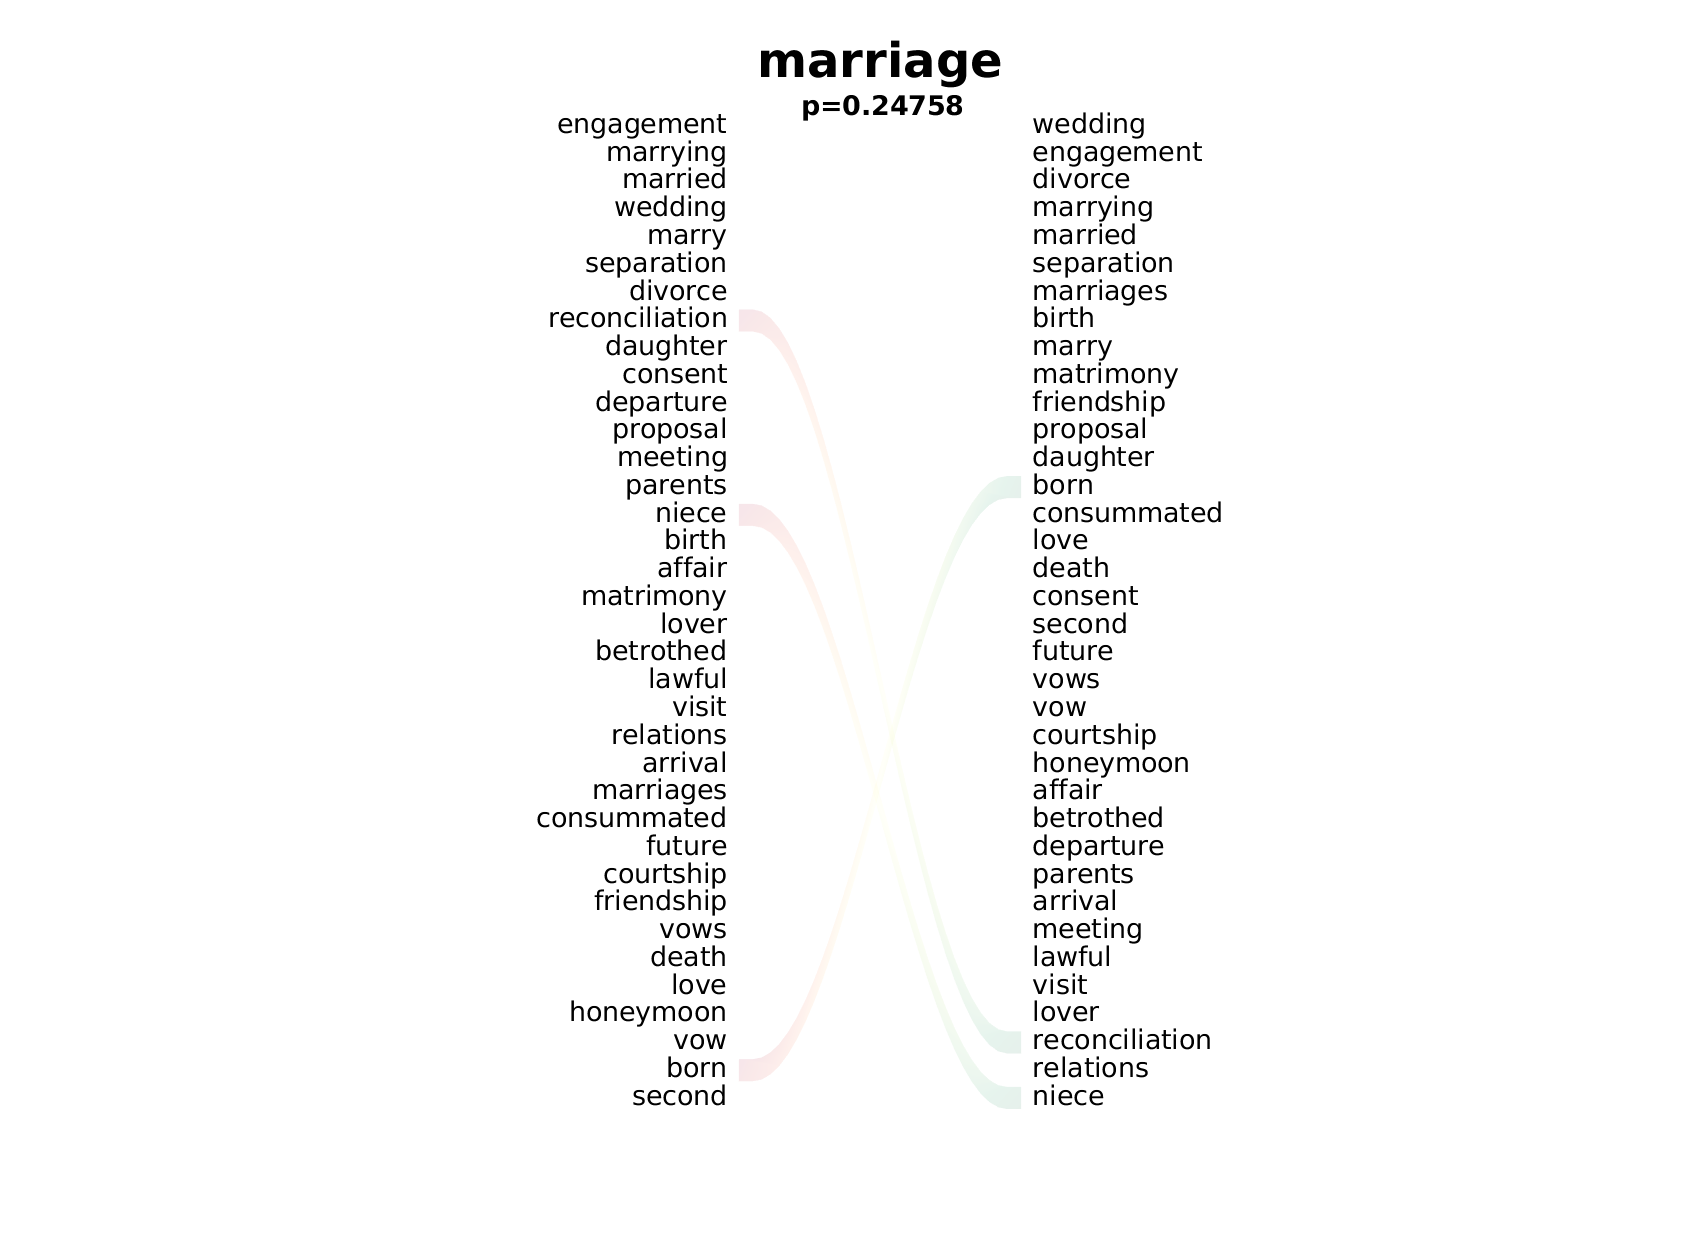 marriage
p=0.24758
engagement wedding
marrying engagement
married divorce
wedding marrying
marry married
separation separation
divorce marriages
reconciliation birth
daughter marry
consent matrimony
departure friendship
proposal proposal
meeting daughter
parents born
niece consummated
birth love
affair death
matrimony consent
lover second
betrothed future
lawful vows
visit vow
relations courtship
arrival honeymoon
marriages affair
consummated betrothed
future departure
courtship parents
friendship arrival
vows meeting
death lawful
love visit
honeymoon lover
vow reconciliation
born relations
second niece